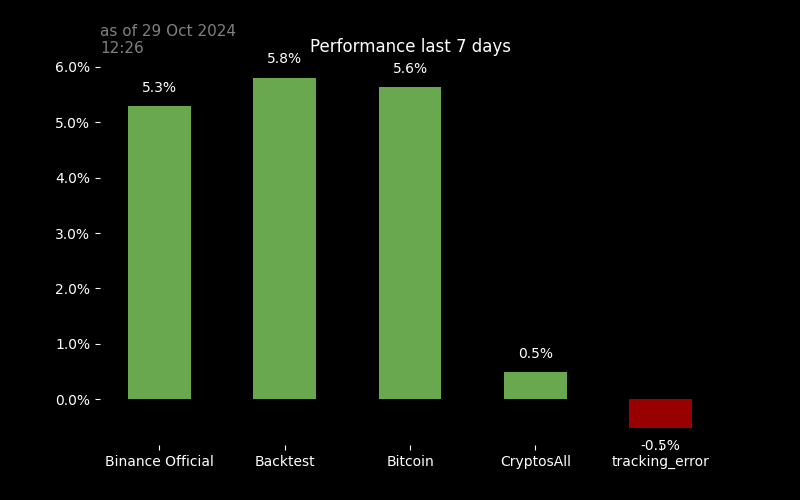 as of 29 Oct 2024
12:26
Performance last 7 days
6.0%
5.0%
4.0%
3.0%
2.0%
1.0%
0.0%
5.3%
5.8%
5.6%
0.5%
-0.5%
Binance Official
Backtest
Bitcoin
CryptosAll
tracking_error